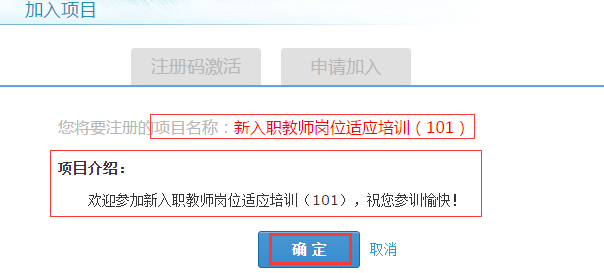 加入项目
注册码激活 申请加入
您将要注册的项目名称：新入职教师岗位适应培训（101）
项目介绍：
欢迎参加新入职教师岗位适应培训（101），祝您参训愉快！
确 定 取消